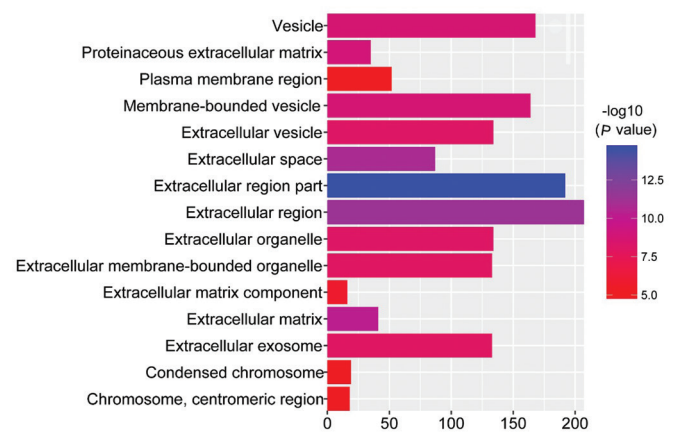 Vesicle
Proteinaceous extracellular matrix
Plasma membrane region
Membrane-bounded vesicle
Extracellular vesicle
Extracellular space
Extracellular region part
Extracellular region
Extracellular organelle
Extracellular membrane-bounded organelle
Extracellular matrix component
Extracellular matrix
Extracellular exosome
Condensed chromosome
Chromosome, centromeric region
0 50 100 150 200
-log10
(P value)
12.5
10.0
7.5
5.0